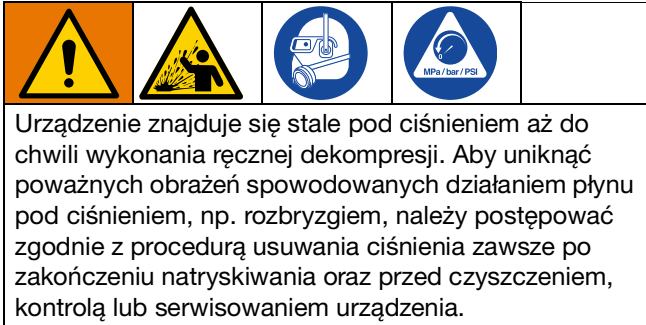 0
MPa/bar/PSI
Urządzenie znajduje się stale pod ciśnieniem aż do
chwili wykonania ręcznej dekompresji. Aby uniknąć
poważnych obrażeń spowodowanych działaniem płynu
pod ciśnieniem, np. rozbryzgiem, należy postępować
zgodnie z procedurą usuwania ciśnienia zawsze po
zakończeniu natryskiwania oraz przed czyszczeniem,
kontrolą lub serwisowaniem urządzenia.